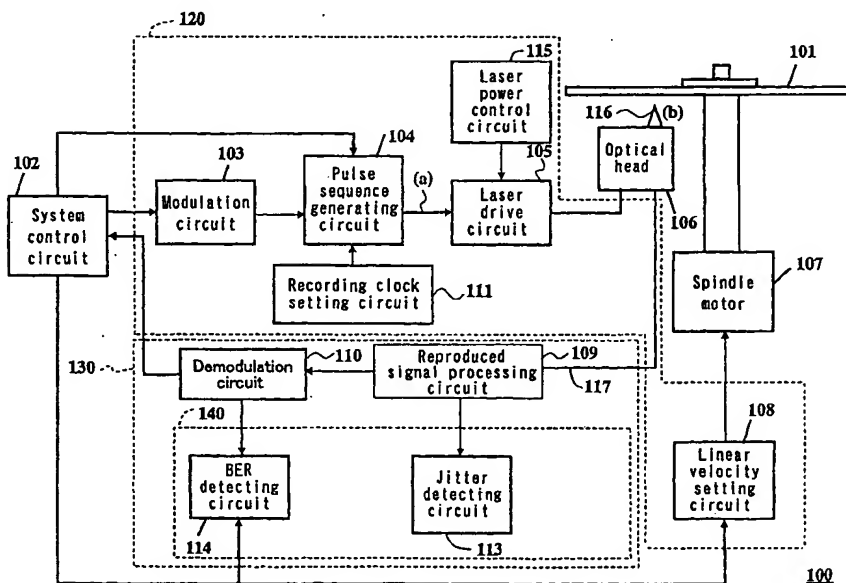 120
115
Laser
power
control
circuit
101
116
(b)
Optical
head
106
102
System
control
circuit
103
Modulation
circuit
104
Pulse
sequence
generating
circuit
(a)
105
Laser
drive
circuit
Recording clock
setting circuit
111
107
Spindle
motor
130
110
Demodulation
circuit
109
Reproduced
signal processing
circuit
117
140
BER
detecting
circuit
114
Jitter
detecting
circuit
113
108
Linear
velocity
setting
circuit
100